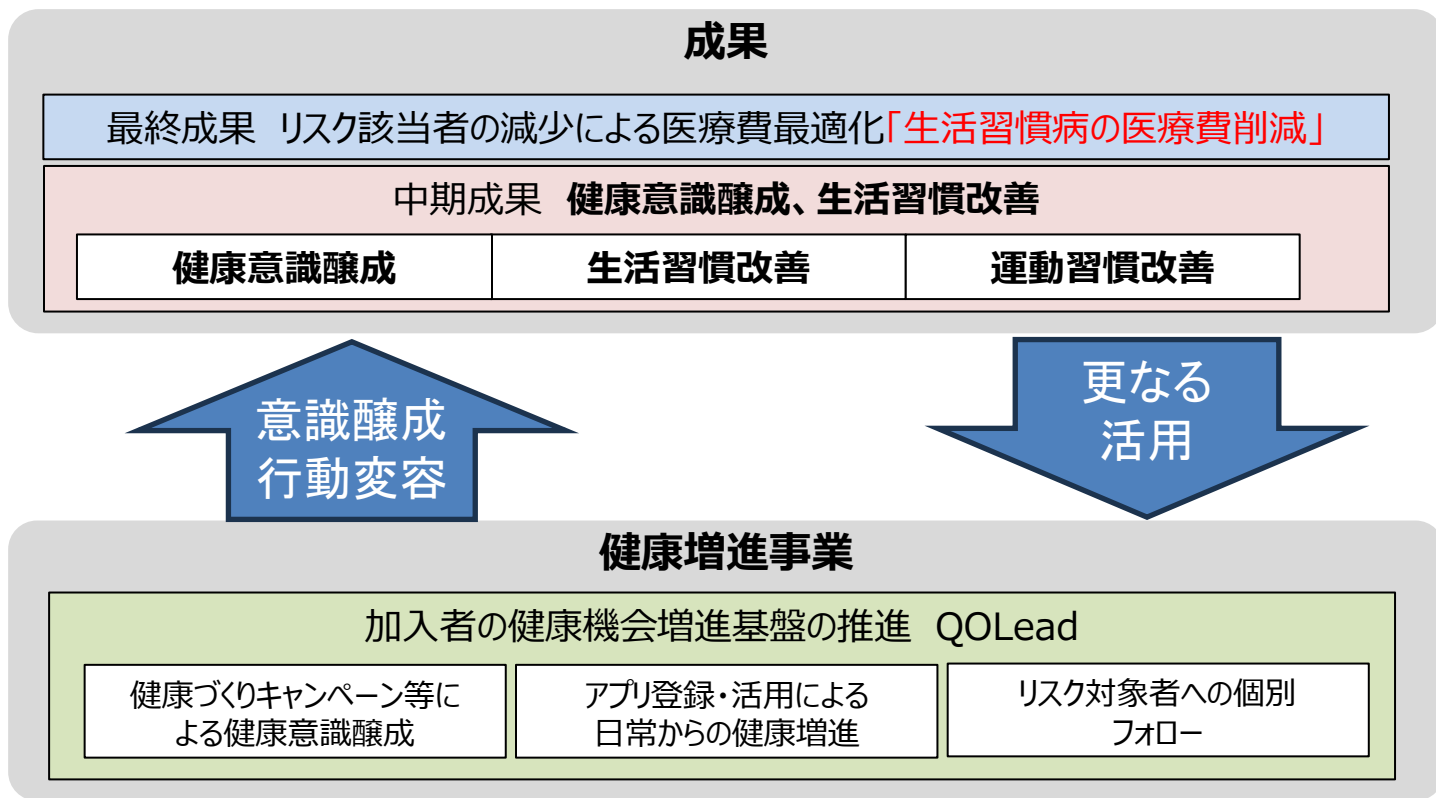 成果
最終成果 リスク該当者の減少による医療費最適化「生活習慣病の医療費削減」
中期成果 健康意識醸成、生活習慣改善
健康意識醸成
生活習慣改善
運動習慣改善
意識醸成
行動変容
更なる
活用
健康増進事業
加入者の健康機会増進基盤の推進 QOLead
健康づくりキャンペーン等に
よる健康意識醸成
アプリ登録・活用による
日常からの健康増進
リスク対象者への個別
フォロー